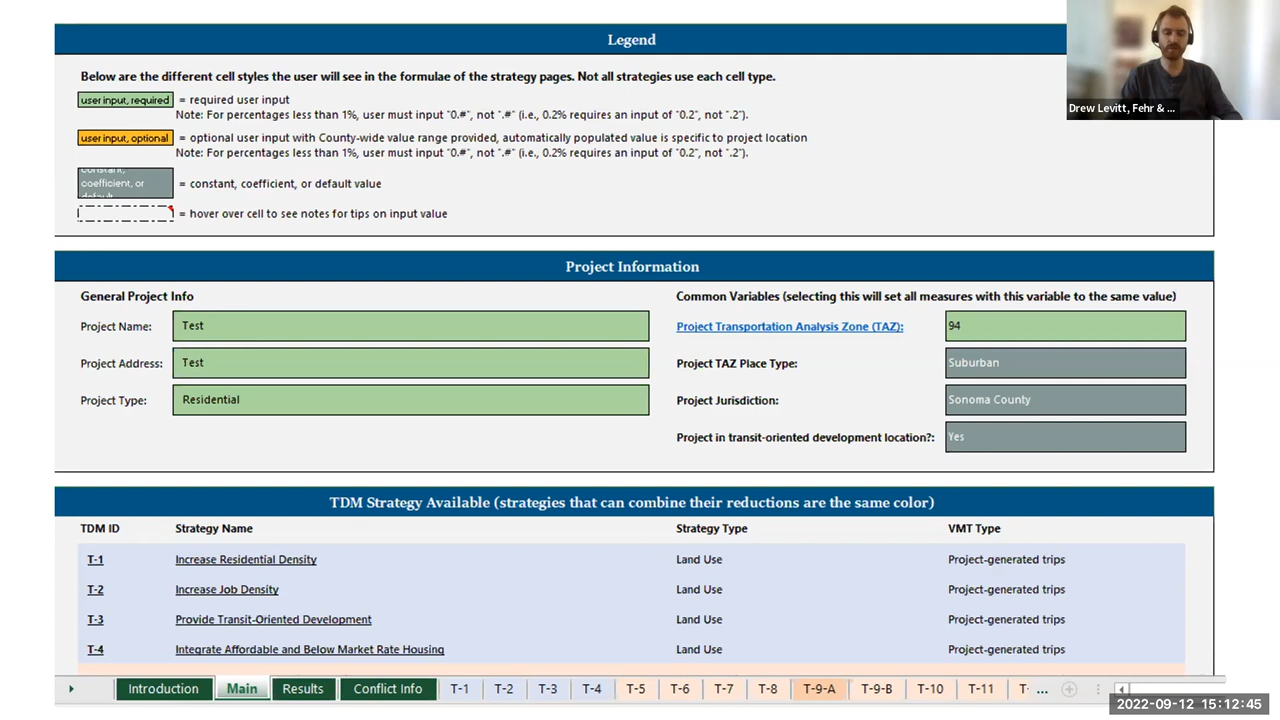 Legend
Below are the different cell styles the user will see in the formulae of the strategy pages. Not all strategies use each cell type.
user input, required = required user input
Note: For percentages less than 1%, user must input "0.#", not ".#" (i.e., 0.2% requires an input of "0.2", not ".2").
user input, optional = optional user input with County-wide value range provided, automatically populated value is specific to project location
Note: For percentages less than 1%, user must input "0.#", not ".#" (i.e., 0.2% requires an input of "0.2", not ".2").
constant,
coefficient, or = constant, coefficient, or default value
default
= hover over cell to see notes for tips on input value
Drew Levitt, Fehr & ...
Project Information
General Project Info Common Variables (selecting this will set all measures with this variable to the same value)
Project Name: Test Project Transportation Analysis Zone (TAZ): 94
Project Address: Test Project TAZ Place Type: Suburban
Project Type: Residential Project Jurisdiction: Sonoma County
Project in transit-oriented development location?: Yes
TDM Strategy Available (strategies that can combine their reductions are the same color)
TDM ID Strategy Name Strategy Type VMT Type
T-1 Increase Residential Density Land Use Project-generated trips
T-2 Increase Job Density Land Use Project-generated trips
T-3 Provide Transit-Oriented Development Land Use Project-generated trips
T-4 Integrate Affordable and Below Market Rate Housing Land Use Project-generated trips
Introduction Main Results Conflict Info T-1 T-2 T-3 T-4 T-5 T-6 T-7 T-8 T-9-A T-9-B T-10 T-11 T- ...
2022-09-12 15:12:45